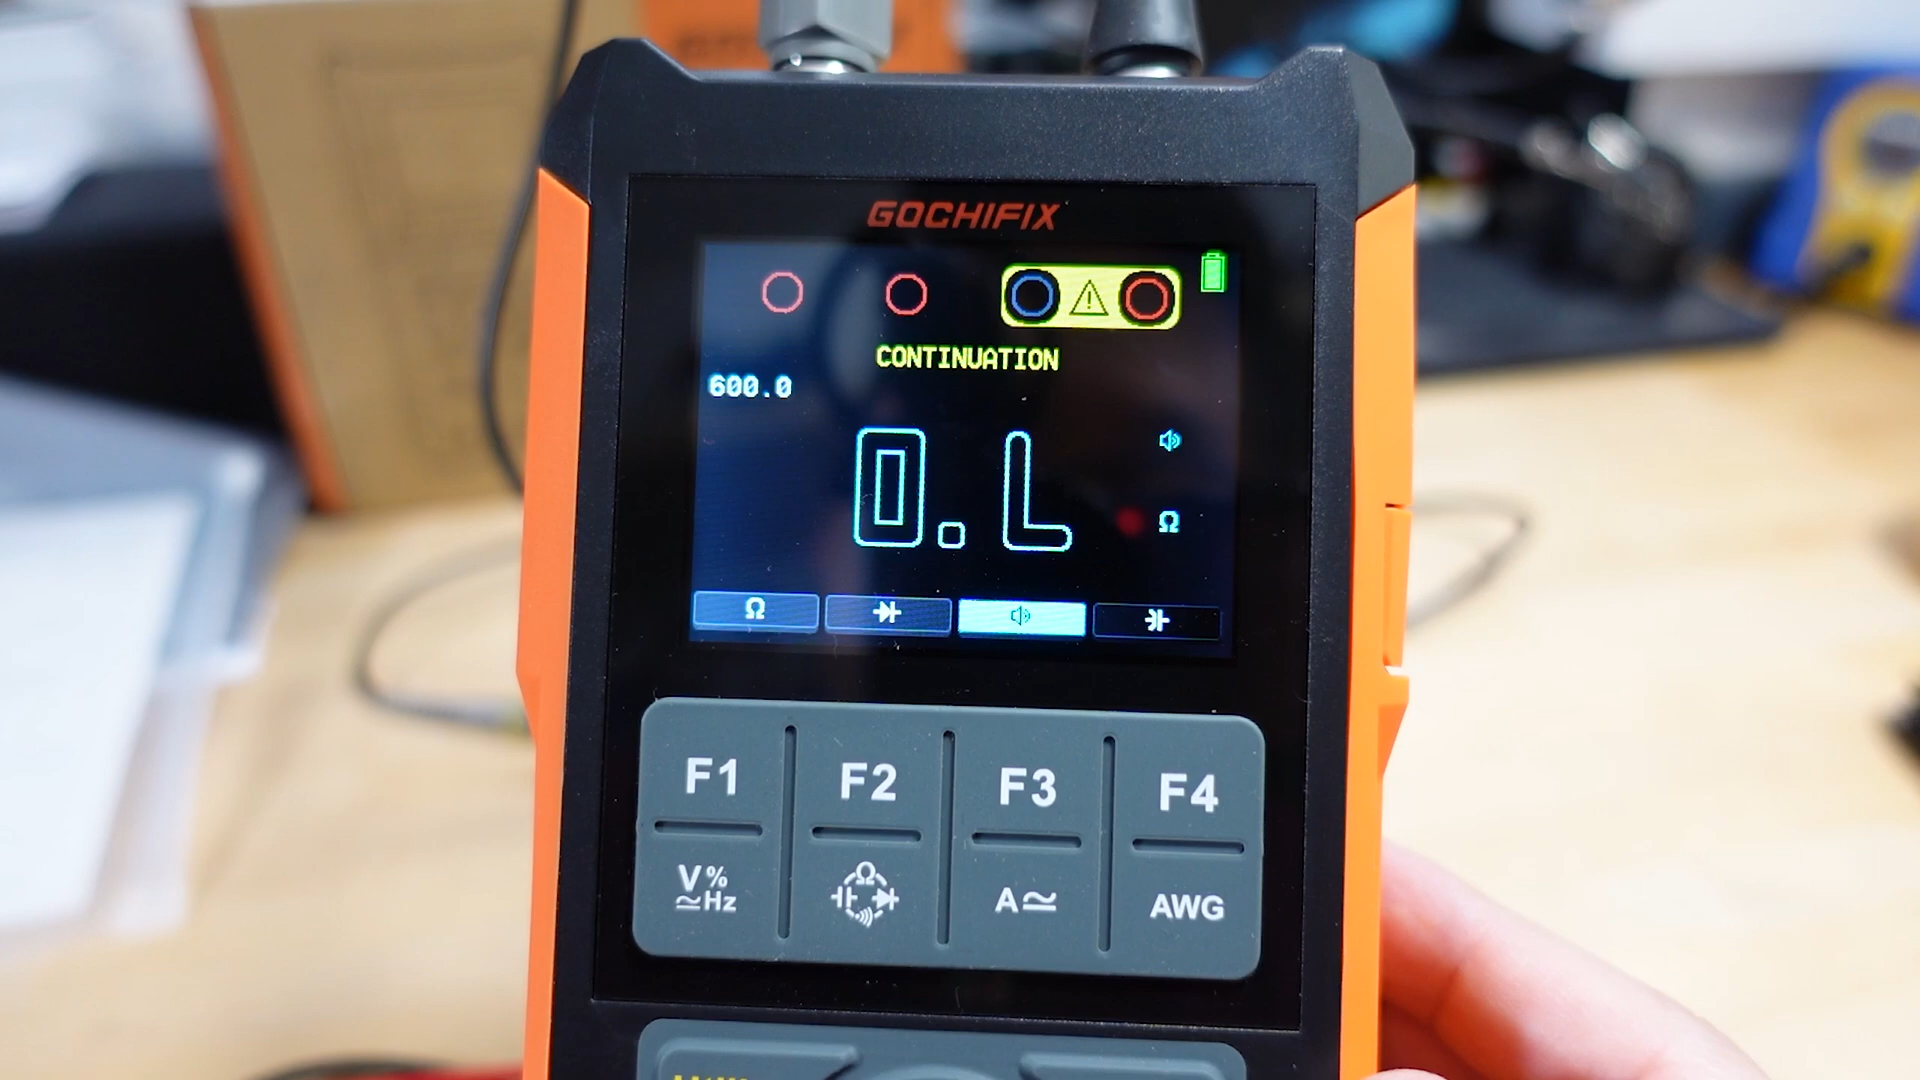 GOCHIFIX
CONTINUATION
600.0
0.L
Ω
Ω
F1 F2 F3 F4
V% ≃Hz
Ω
A≃
AWG